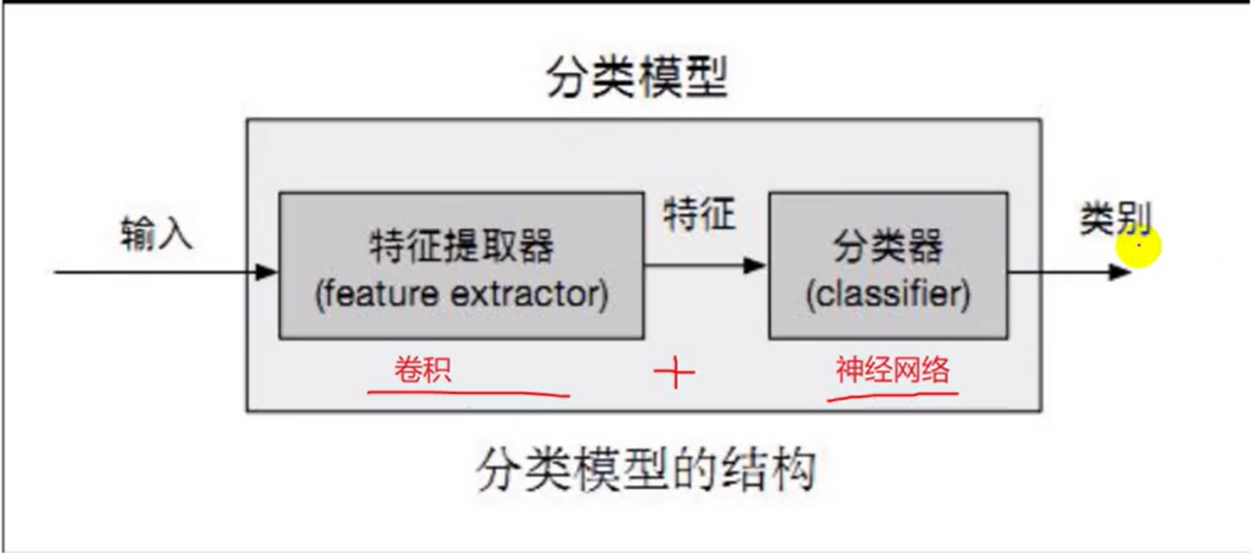 分类模型
输入
特征提取器
(feature extractor)
特征
分类器
(classifier)
类别
卷积
+
神经网络
分类模型的结构